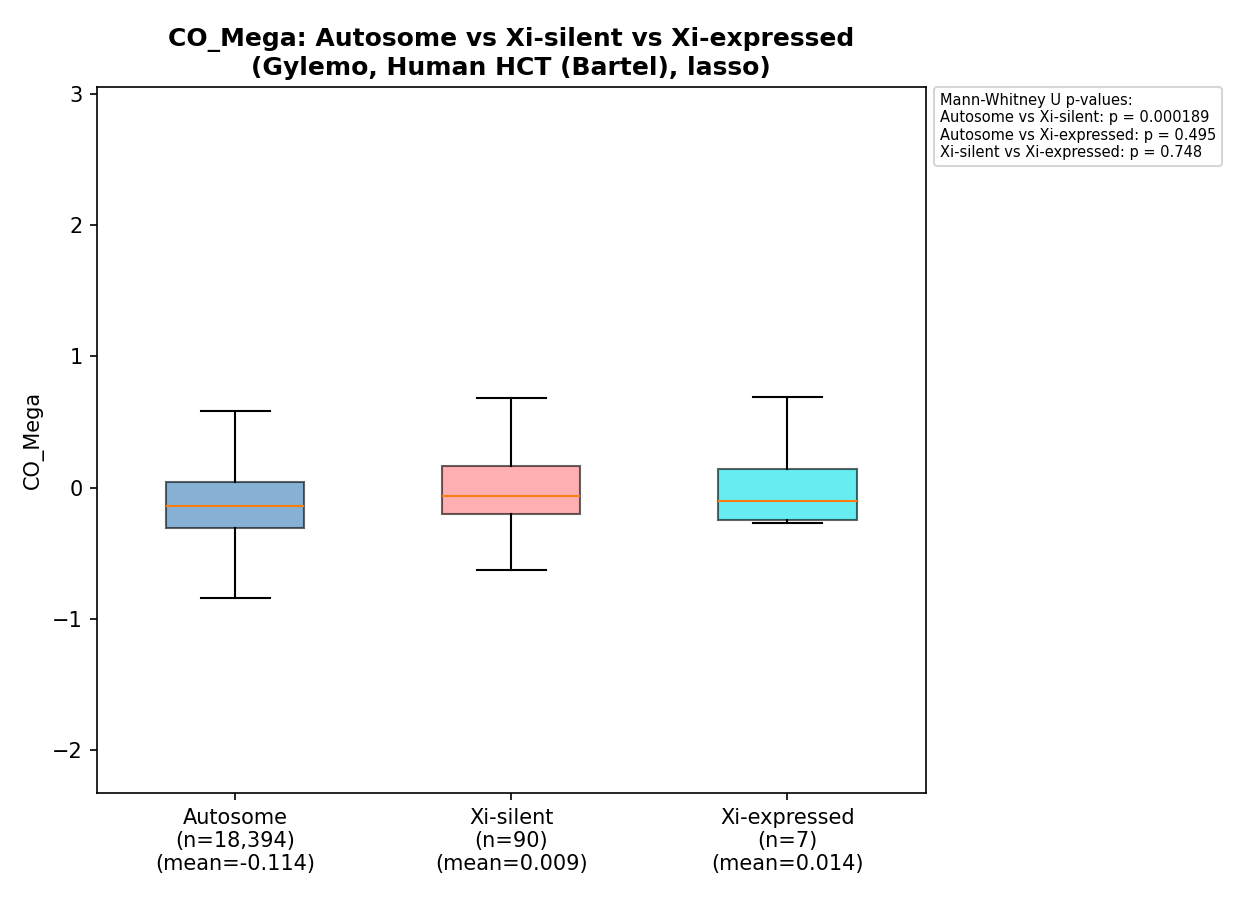 CO_Mega: Autosome vs Xi-silent vs Xi-expressed
(Gylemo, Human HCT (Bartel), lasso)
Mann-Whitney U p-values:
Autosome vs Xi-silent: p = 0.000189
Autosome vs Xi-expressed: p = 0.495
Xi-silent vs Xi-expressed: p = 0.748
CO_Mega
3
2
1
0
−1
−2
Autosome
(n=18,394)
(mean=-0.114)
Xi-silent
(n=90)
(mean=0.009)
Xi-expressed
(n=7)
(mean=0.014)